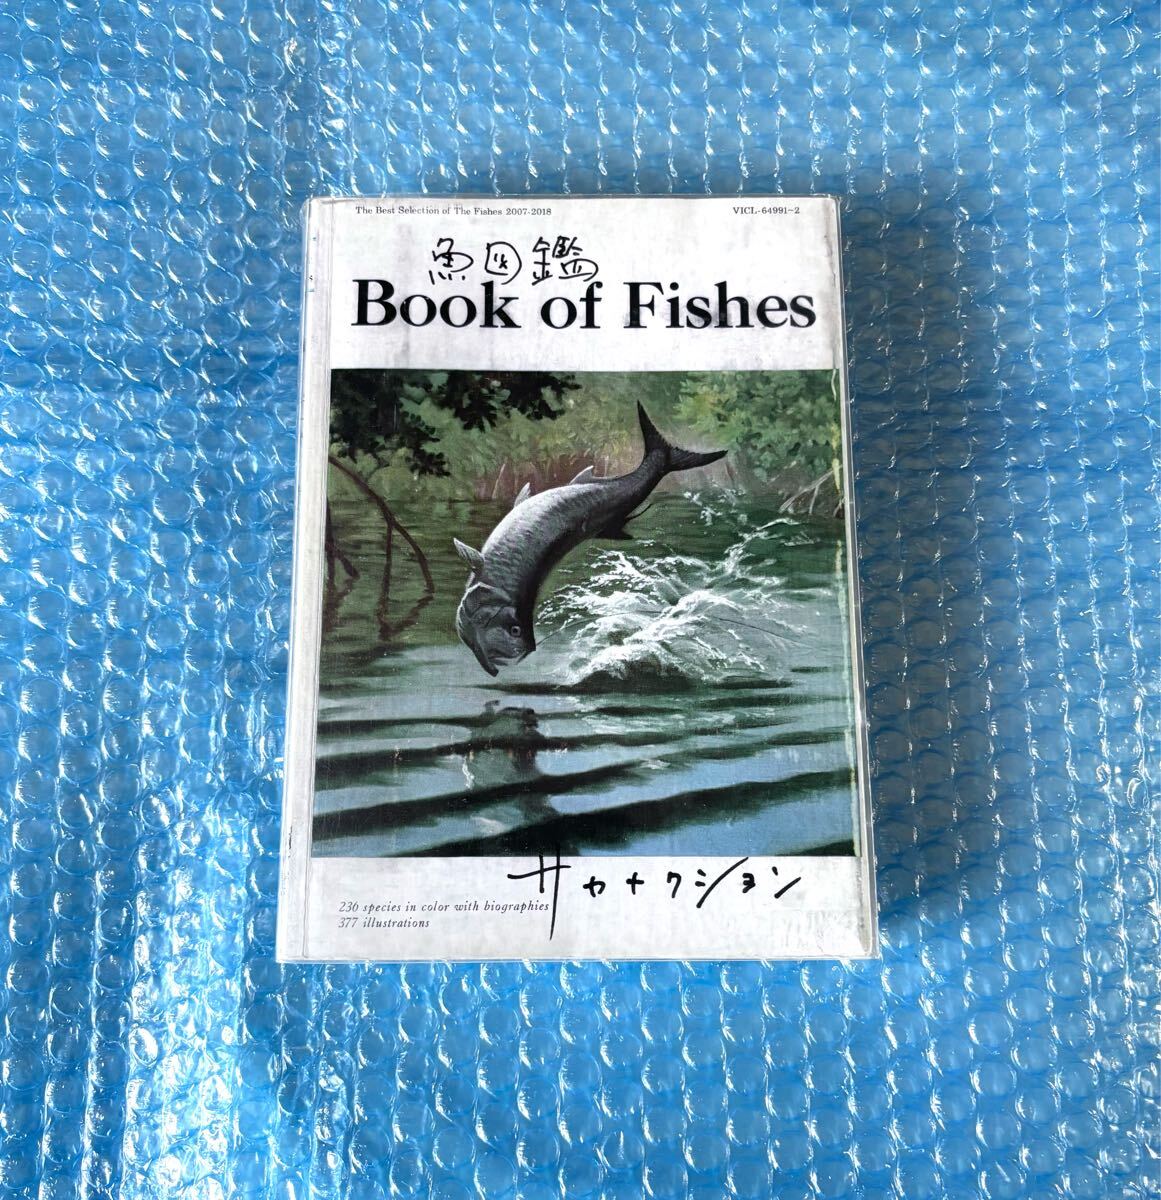 The Best Selection of The Fishes 2007-2018 VICL-64991~2
魚図鑑
Book of Fishes
サカナクション
236 species in color with biographies
377 illustrations